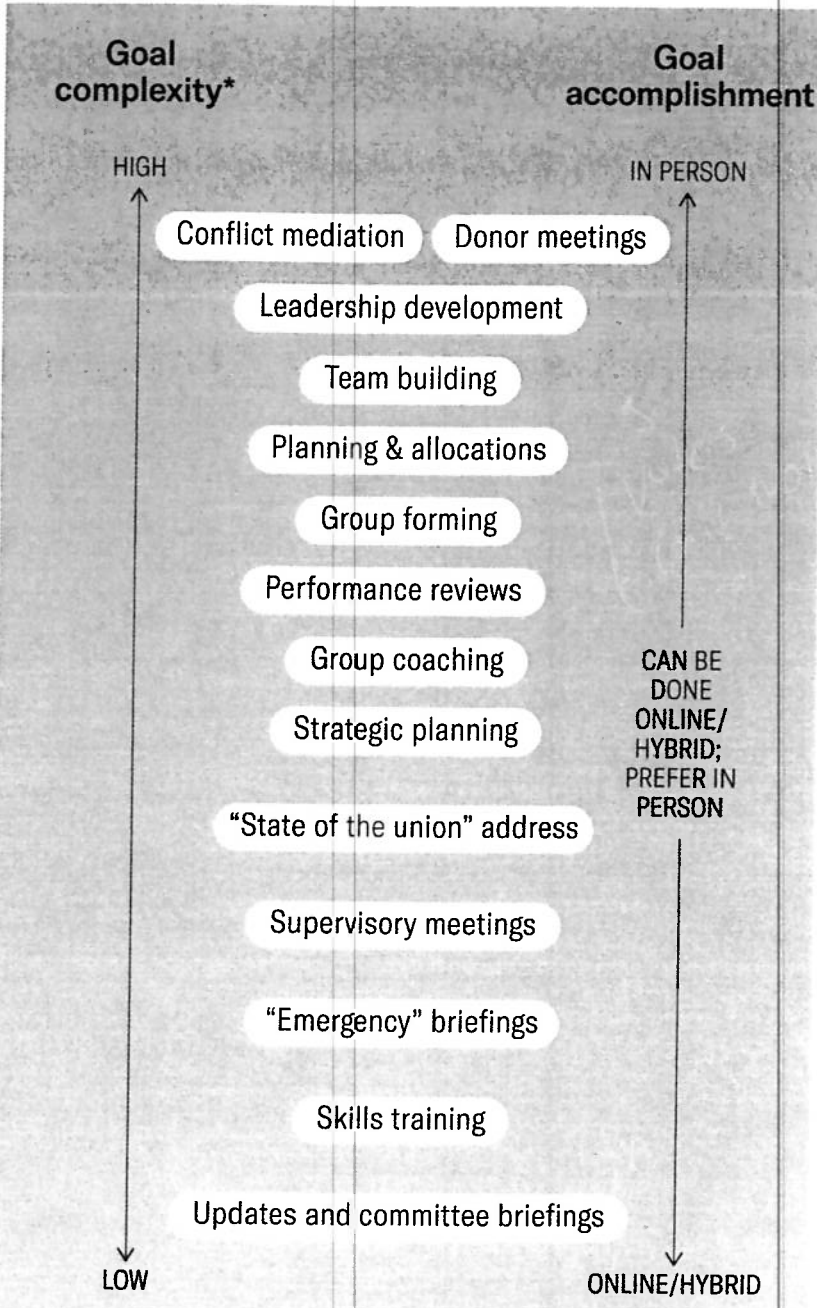 Goal
complexity*
Goal
accomplishment
HIGH
IN PERSON
Conflict mediation
Donor meetings
Leadership development
Team building
Planning & allocations
Group forming
Performance reviews
Group coaching
Strategic planning
CAN BE
DONE
ONLINE/
HYBRID;
PREFER IN
PERSON
“State of the union” address
Supervisory meetings
“Emergency” briefings
Skills training
Updates and committee briefings
LOW
ONLINE/HYBRID